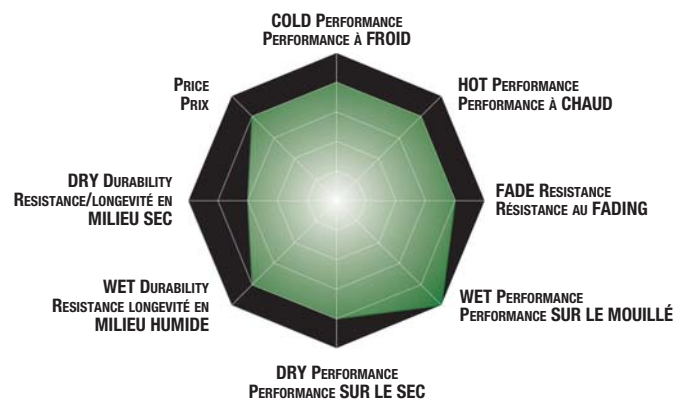 COLD PERFORMANCE
PERFORMANCE À FROID
HOT PERFORMANCE
PERFORMANCE À CHAUD
FADE RESISTANCE
RÉSISTANCE AU FADING
WET PERFORMANCE
PERFORMANCE SUR LE MOUILLÉ
DRY PERFORMANCE
PERFORMANCE SUR LE SEC
WET DURABILITY
RESISTANCE LONGEVITÉ EN
MILIEU HUMIDE
DRY DURABILITY
RESISTANCE/LONGEVITÉ EN
MILIEU SEC
PRICE
PRIX